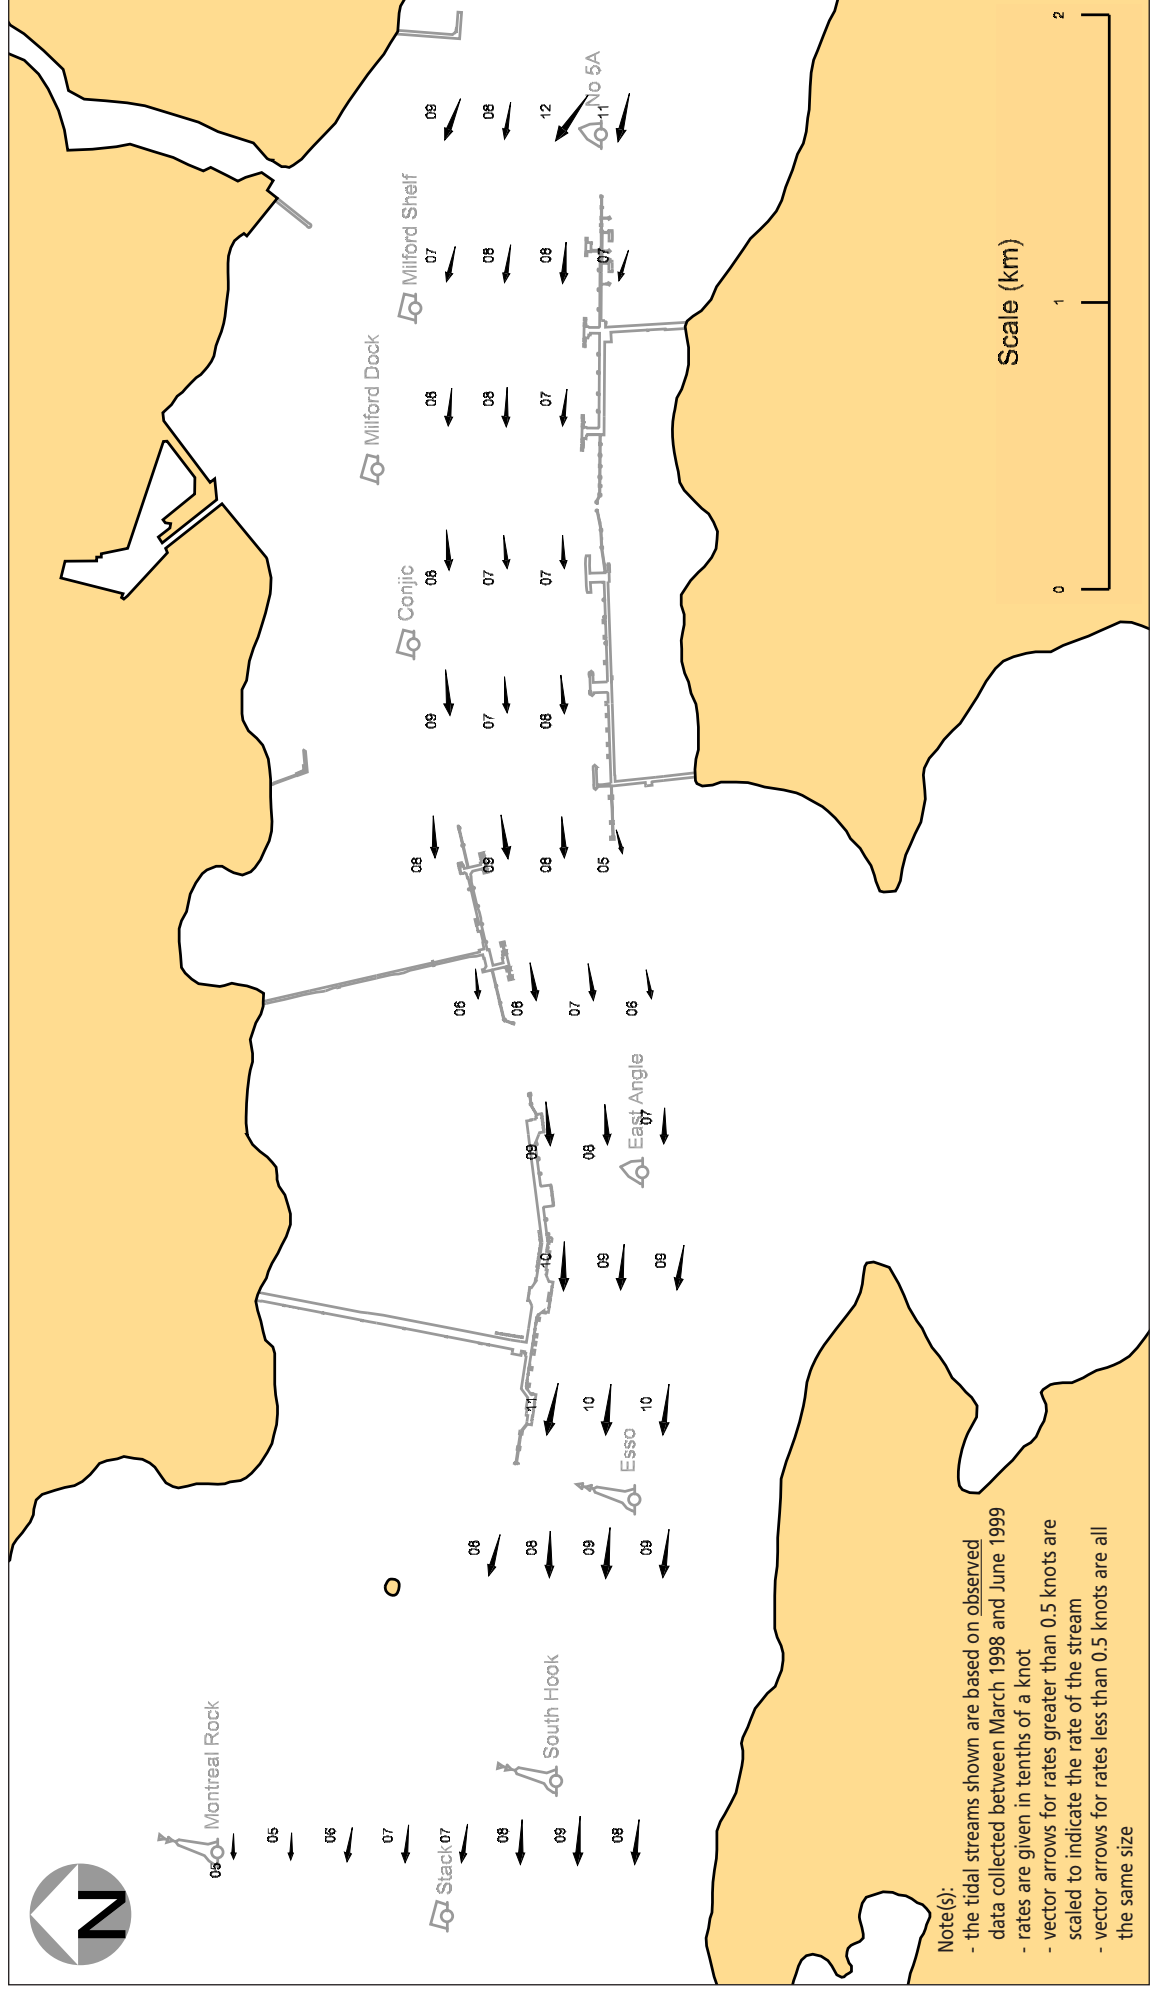 N
Montreal Rock
05
05
06
07
07
08
09
08
Stack
South Hook
08
08
09
09
Esso
11
10
10
10
09
09
09
08
07
East Angle
06
08
07
06
08
09
08
05
09
07
08
Conjic
08
07
07
Milford Dock
08
08
07
Milford Shelf
07
08
08
07
09
08
12
11
No 5A
Note(s):
- the tidal streams shown are based on observed
data collected between March 1998 and June 1999
- rates are given in tenths of a knot
- vector arrows for rates greater than 0.5 knots are
scaled to indicate the rate of the stream
- vector arrows for rates less than 0.5 knots are all
the same size
Scale (km)
0 1 2